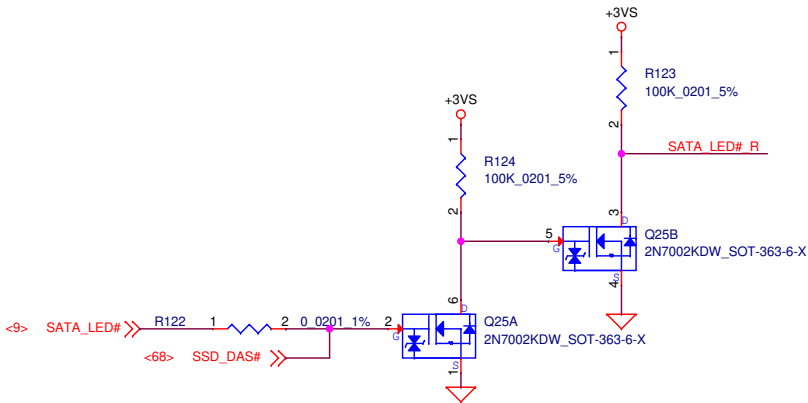 +3VS
1
R123
100K_0201_5%
2
SATA_LED#_R
+3VS
1
R124
100K_0201_5%
2
3
D
5
G
Q25B
2N7002KDW_SOT-363-6-X
S
4
6
D
<9> SATA_LED# R122 1 2 0_0201_1% 2
G
Q25A
2N7002KDW_SOT-363-6-X
<68> SSD_DAS#
S
1